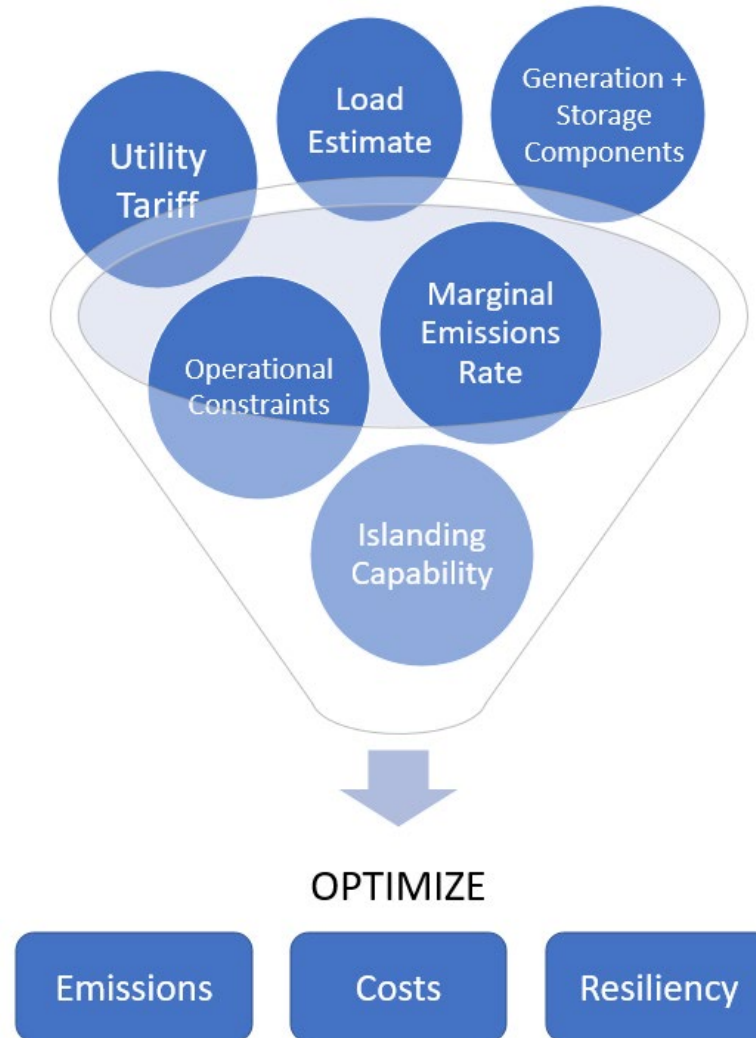 Utility
Tariff
Load
Estimate
Generation +
Storage
Components
Operational
Constraints
Marginal
Emissions
Rate
Islanding
Capability
OPTIMIZE
Emissions
Costs
Resiliency